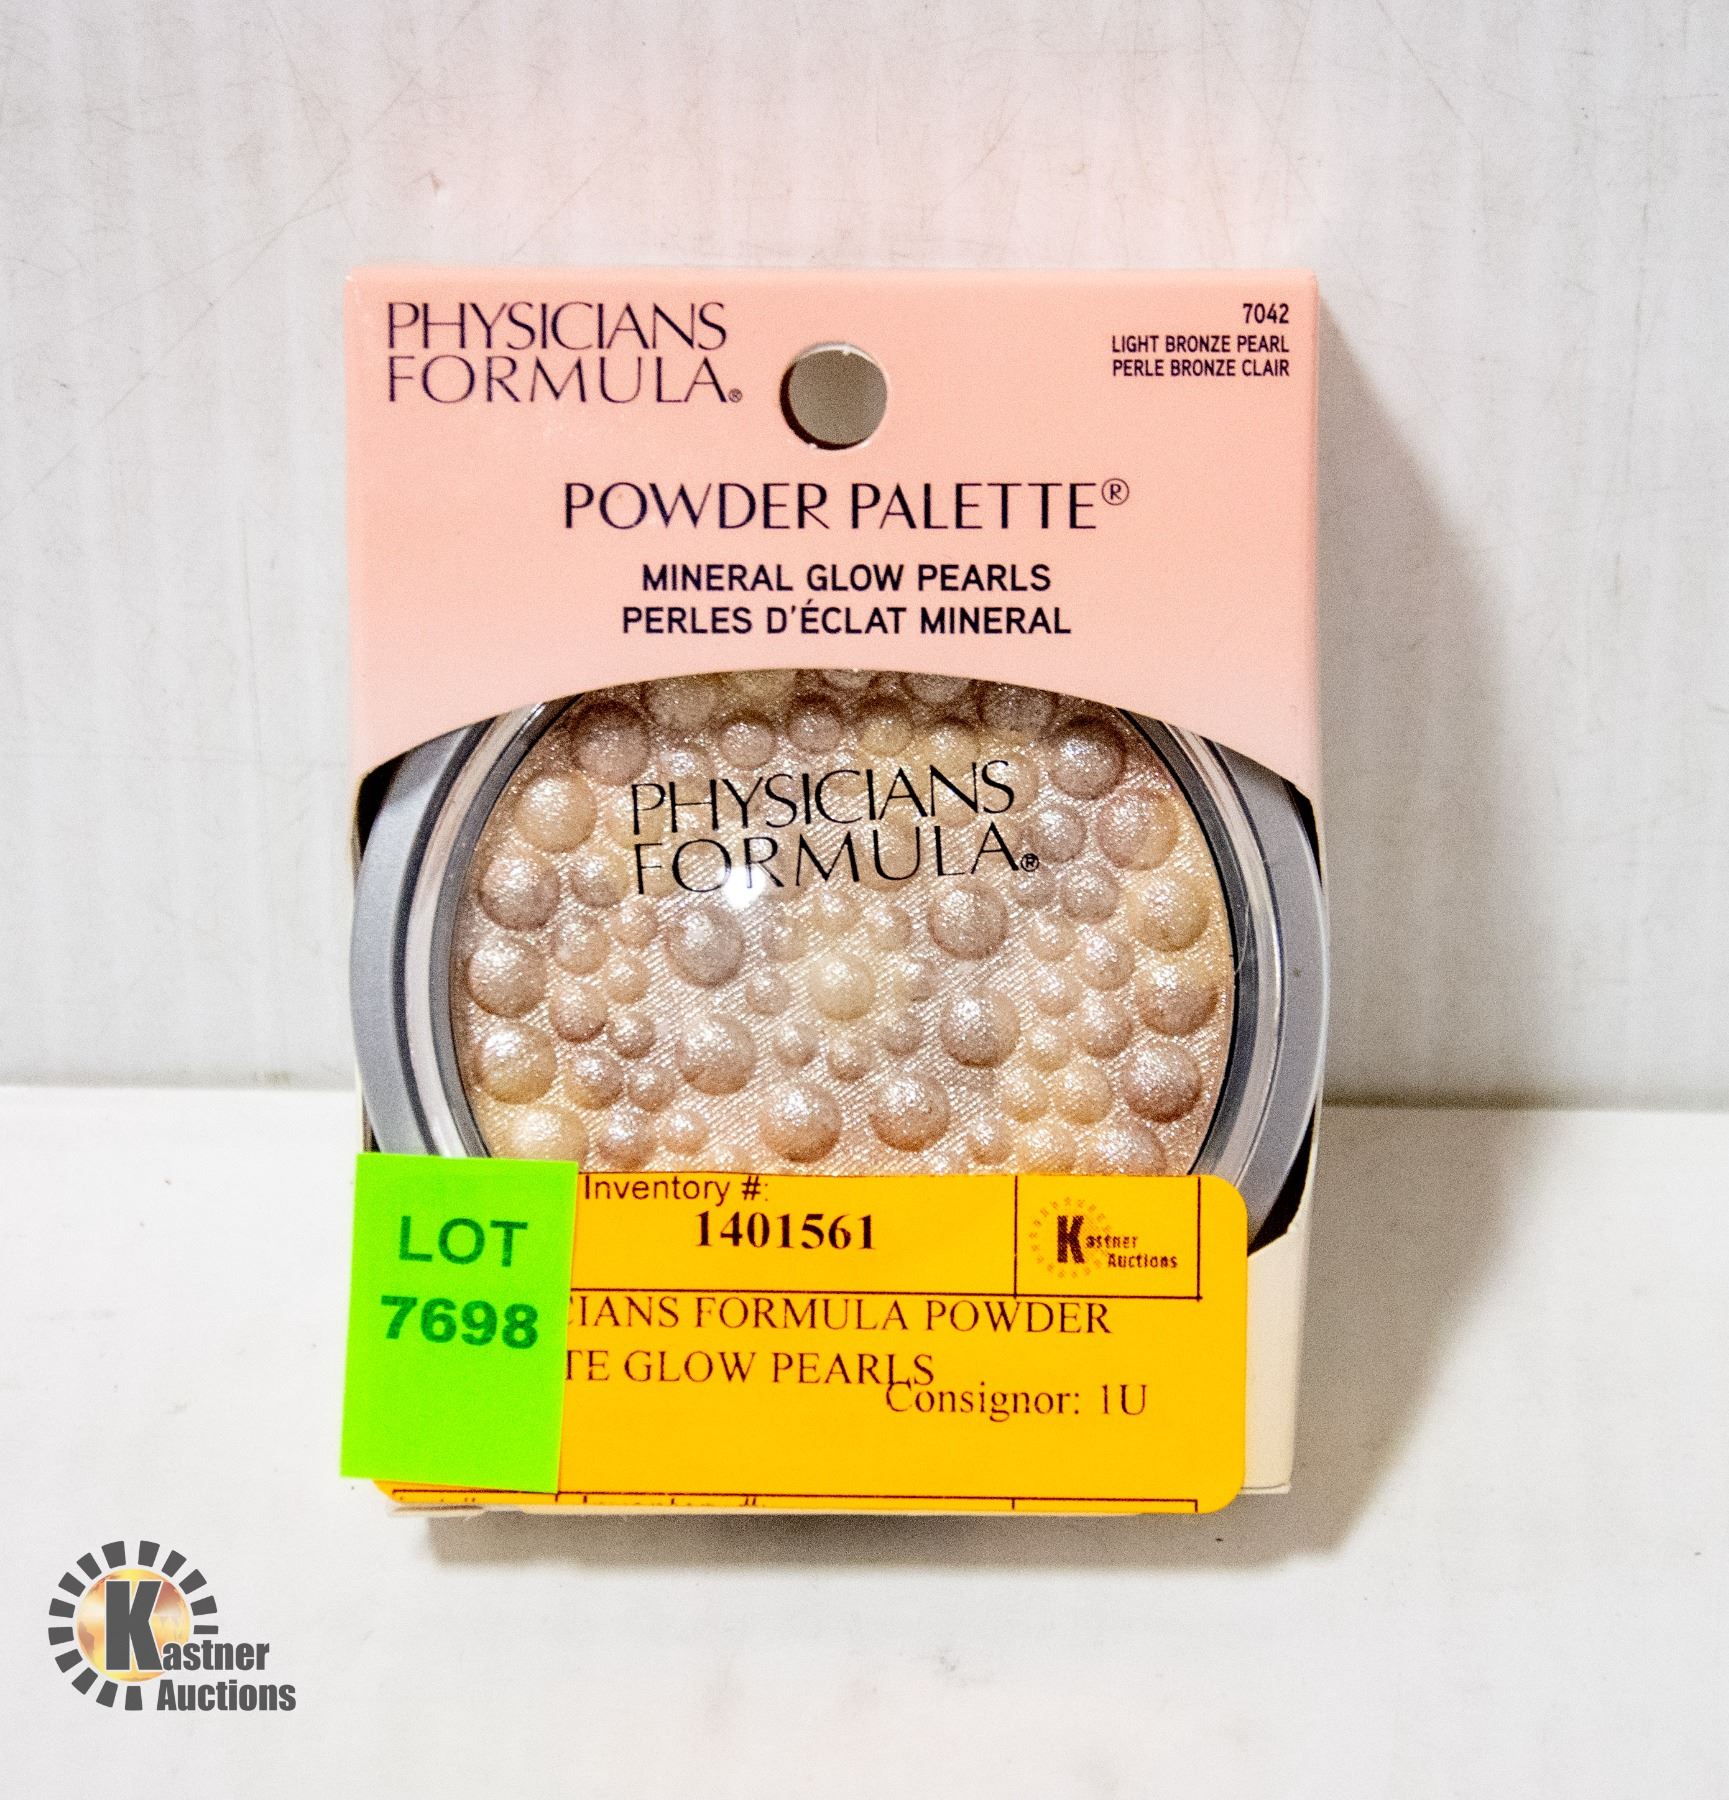 PHYSICIANS
FORMULA®
7042
LIGHT BRONZE PEARL
PERLE BRONZE CLAIR
POWDER PALETTE®
MINERAL GLOW PEARLS
PERLES D'ÉCLAT MINERAL
PHYSICIANS
FORMULA®
LOT
7698
Inventory #:
1401561
Kastner
Auctions
CIANS FORMULA POWDER
TE GLOW PEARLS
Consignor: 1U
Kastner
Auctions